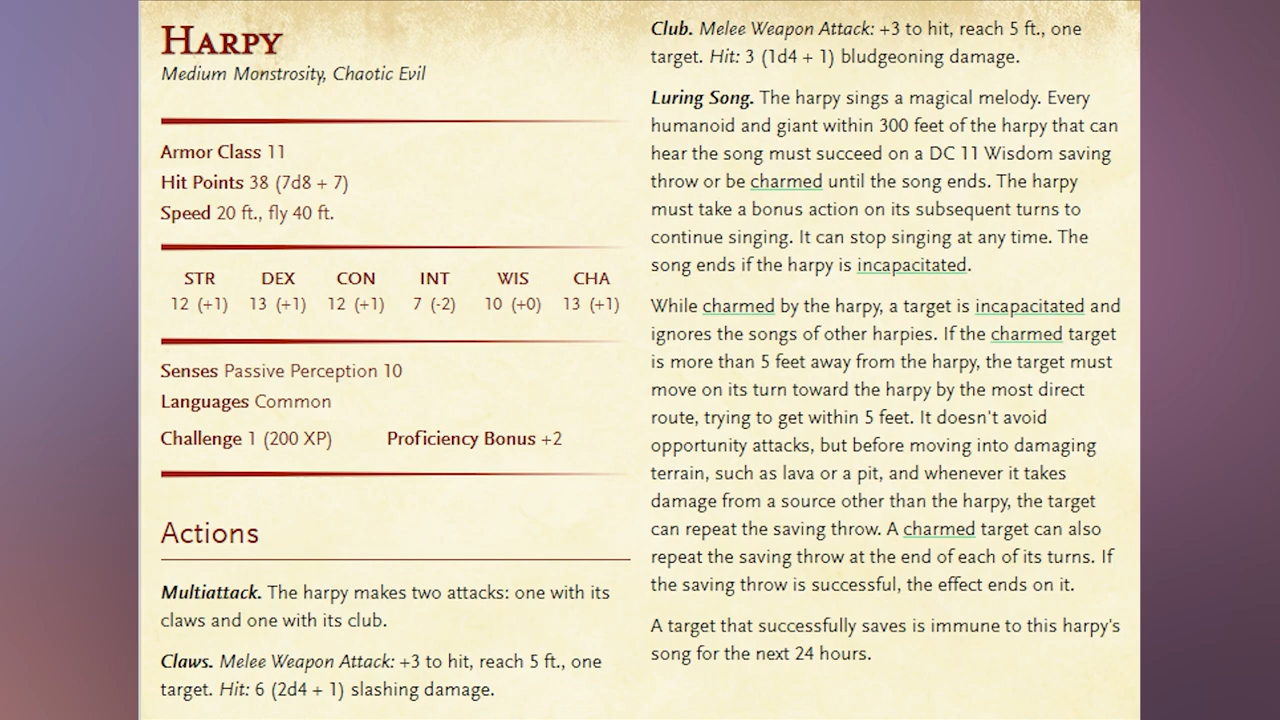 HARPY
Medium Monstrosity, Chaotic Evil
Armor Class 11
Hit Points 38 (7d8 + 7)
Speed 20 ft., fly 40 ft.
STR DEX CON INT WIS CHA
12 (+1) 13 (+1) 12 (+1) 7 (-2) 10 (+0) 13 (+1)
Senses Passive Perception 10
Languages Common
Challenge 1 (200 XP) Proficiency Bonus +2
Actions
Multiattack. The harpy makes two attacks: one with its
claws and one with its club.
Claws. Melee Weapon Attack: +3 to hit, reach 5 ft., one
target. Hit: 6 (2d4 + 1) slashing damage.
Club. Melee Weapon Attack: +3 to hit, reach 5 ft., one
target. Hit: 3 (1d4 + 1) bludgeoning damage.
Luring Song. The harpy sings a magical melody. Every
humanoid and giant within 300 feet of the harpy that can
hear the song must succeed on a DC 11 Wisdom saving
throw or be charmed until the song ends. The harpy
must take a bonus action on its subsequent turns to
continue singing. It can stop singing at any time. The
song ends if the harpy is incapacitated.
While charmed by the harpy, a target is incapacitated and
ignores the songs of other harpies. If the charmed target
is more than 5 feet away from the harpy, the target must
move on its turn toward the harpy by the most direct
route, trying to get within 5 feet. It doesn't avoid
opportunity attacks, but before moving into damaging
terrain, such as lava or a pit, and whenever it takes
damage from a source other than the harpy, the target
can repeat the saving throw. A charmed target can also
repeat the saving throw at the end of each of its turns. If
the saving throw is successful, the effect ends on it.
A target that successfully saves is immune to this harpy's
song for the next 24 hours.